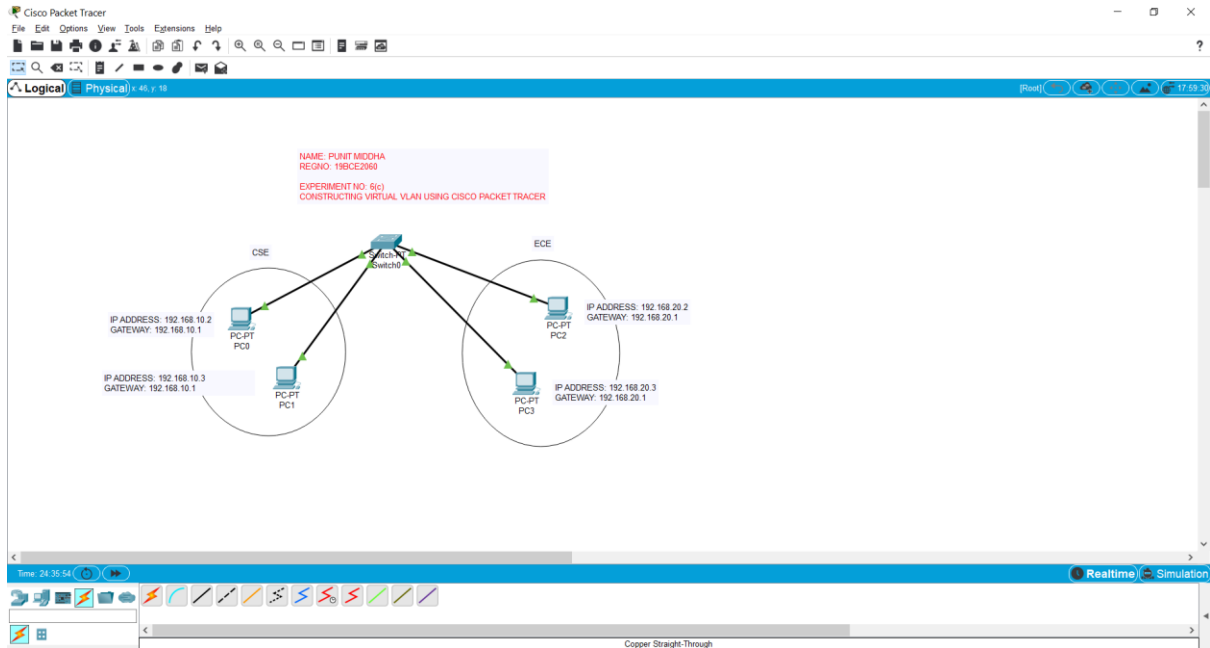 Cisco Packet Tracer
File Edit Options View Tools Extensions Help
?
Logical Physical x: 46, y: 18 [Root] 17:59:30
NAME: PUNIT MIDDHA
REGNO: 19BCE2060
EXPERIMENT NO: 6(c)
CONSTRUCTING VIRTUAL VLAN USING CISCO PACKET TRACER
CSE
ECE
Switch-PT
Switch0
IP ADDRESS: 192.168.10.2
GATEWAY: 192.168.10.1
PC-PT
PC0
IP ADDRESS: 192.168.20.2
GATEWAY: 192.168.20.1
PC-PT
PC2
IP ADDRESS: 192.168.10.3
GATEWAY: 192.168.10.1
PC-PT
PC1
IP ADDRESS: 192.168.20.3
GATEWAY: 192.168.20.1
PC-PT
PC3
Time: 24:35:54 Realtime Simulation
Copper Straight-Through